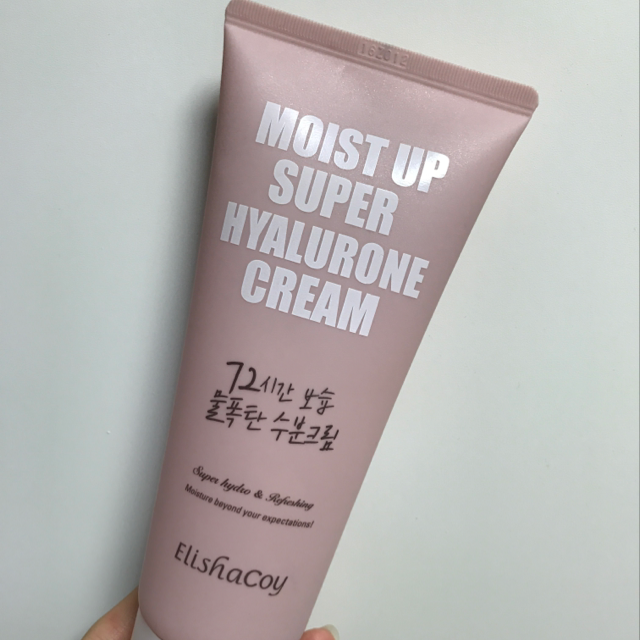 MOIST UP
SUPER
HYALURONE
CREAM
72시간 보습
물폭탄 수분크림
Super hydro & Refreshing
Moisture beyond your expectations!
Elishacoy